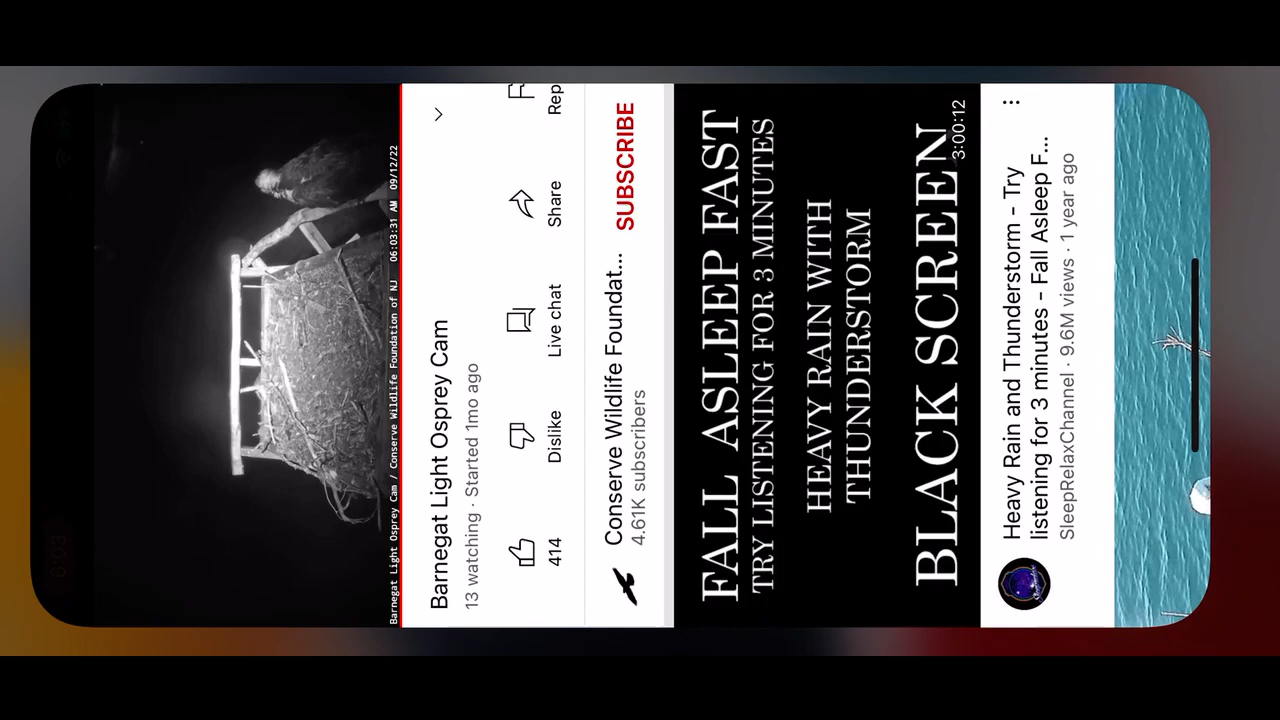 6:03
Barnegat Light Osprey Cam / Conserve Wildlife Foundation of NJ 06:03:31 AM 09/12/22
Barnegat Light Osprey Cam
13 watching · Started 1mo ago
414
Dislike
Live chat
Share
Rep
Conserve Wildlife Foundat...
4.61K subscribers
SUBSCRIBE
FALL ASLEEP FAST
TRY LISTENING FOR 3 MINUTES
HEAVY RAIN WITH
THUNDERSTORM
BLACK SCREEN
3:00:12
Heavy Rain and Thunderstorm - Try
listening for 3 minutes - Fall Asleep F...
SleepRelaxChannel · 9.6M views · 1 year ago